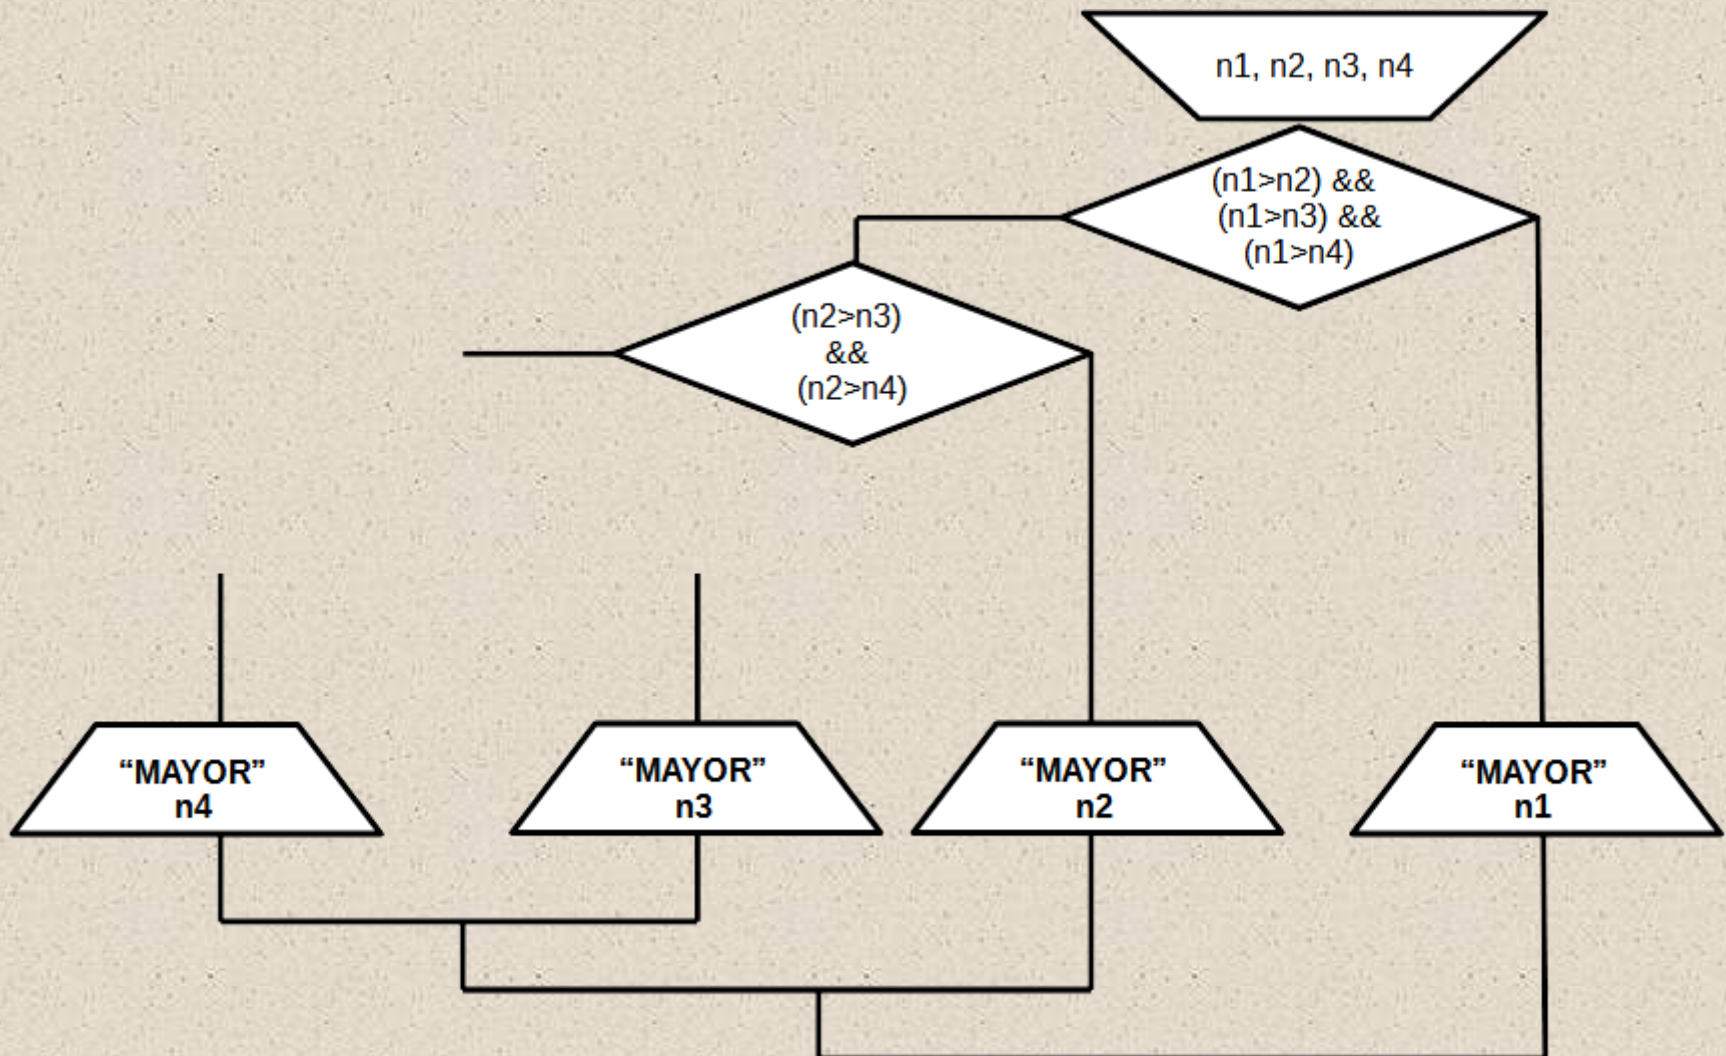 n1, n2, n3, n4
(n1>n2) &&
(n1>n3) &&
(n1>n4)
(n2>n3)
&&
(n2>n4)
“MAYOR”
n4
“MAYOR”
n3
“MAYOR”
n2
“MAYOR”
n1